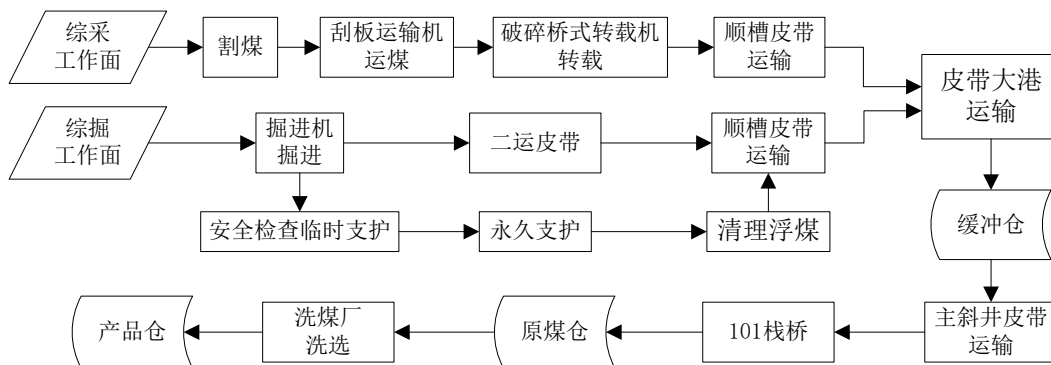 综采
工作面
割煤
刮板运输机
运煤
破碎桥式转载机
转载
顺槽皮带
运输
皮带大港
运输
综掘
工作面
掘进机
掘进
二运皮带
顺槽皮带
运输
安全检查临时支护
永久支护
清理浮煤
缓冲仓
主斜井皮带
运输
101栈桥
原煤仓
洗煤厂
洗选
产品仓